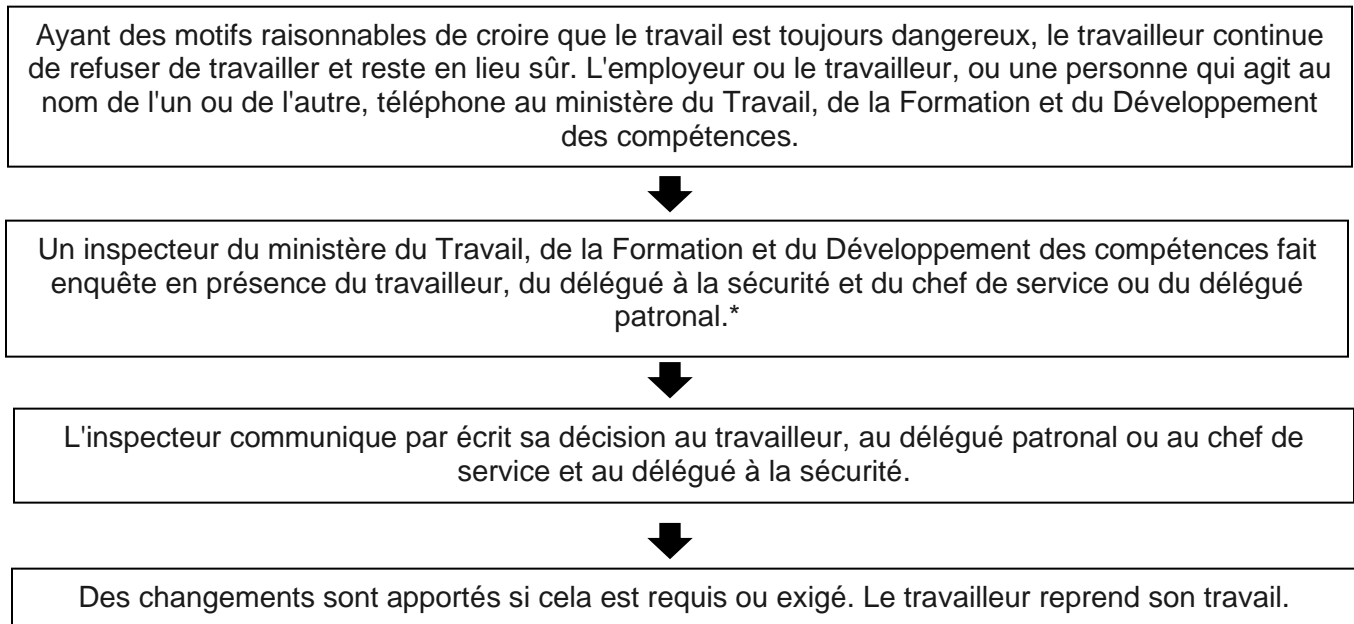 Ayant des motifs raisonnables de croire que le travail est toujours dangereux, le travailleur continue
de refuser de travailler et reste en lieu sûr. L'employeur ou le travailleur, ou une personne qui agit au
nom de l'un ou de l'autre, téléphone au ministère du Travail, de la Formation et du Développement
des compétences.
Un inspecteur du ministère du Travail, de la Formation et du Développement des compétences fait
enquête en présence du travailleur, du délégué à la sécurité et du chef de service ou du délégué
patronal.*
L'inspecteur communique par écrit sa décision au travailleur, au délégué patronal ou au chef de
service et au délégué à la sécurité.
Des changements sont apportés si cela est requis ou exigé. Le travailleur reprend son travail.